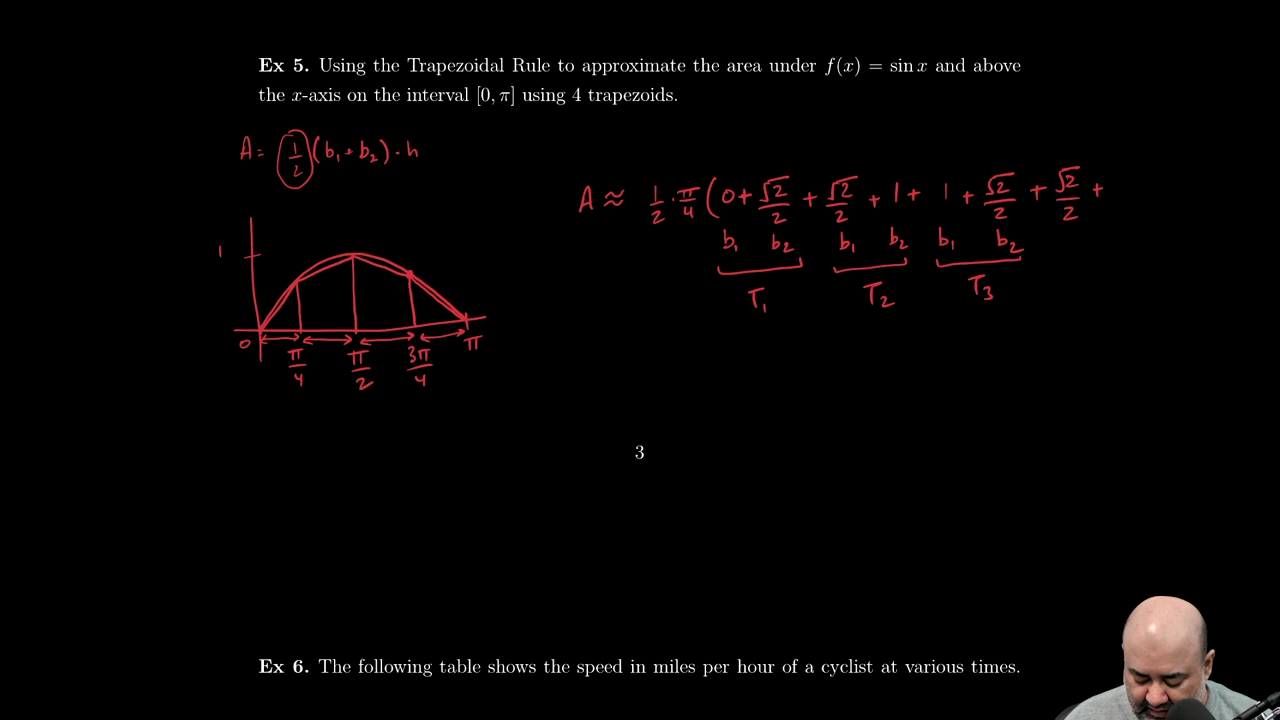 Ex 5. Using the Trapezoidal Rule to approximate the area under f(x) = sin x and above
the x-axis on the interval [0, π] using 4 trapezoids.
A = 1/2 (b₁ + b₂) · h
A ≈ 1/2 · π/4 (0 + √2/2 + √2/2 + 1 + 1 + √2/2 + √2/2 +
b₁ b₂ b₁ b₂ b₁ b₂
T₁ T₂ T₃
1
0 π/4 π/2 3π/4 π
3
Ex 6. The following table shows the speed in miles per hour of a cyclist at various times.